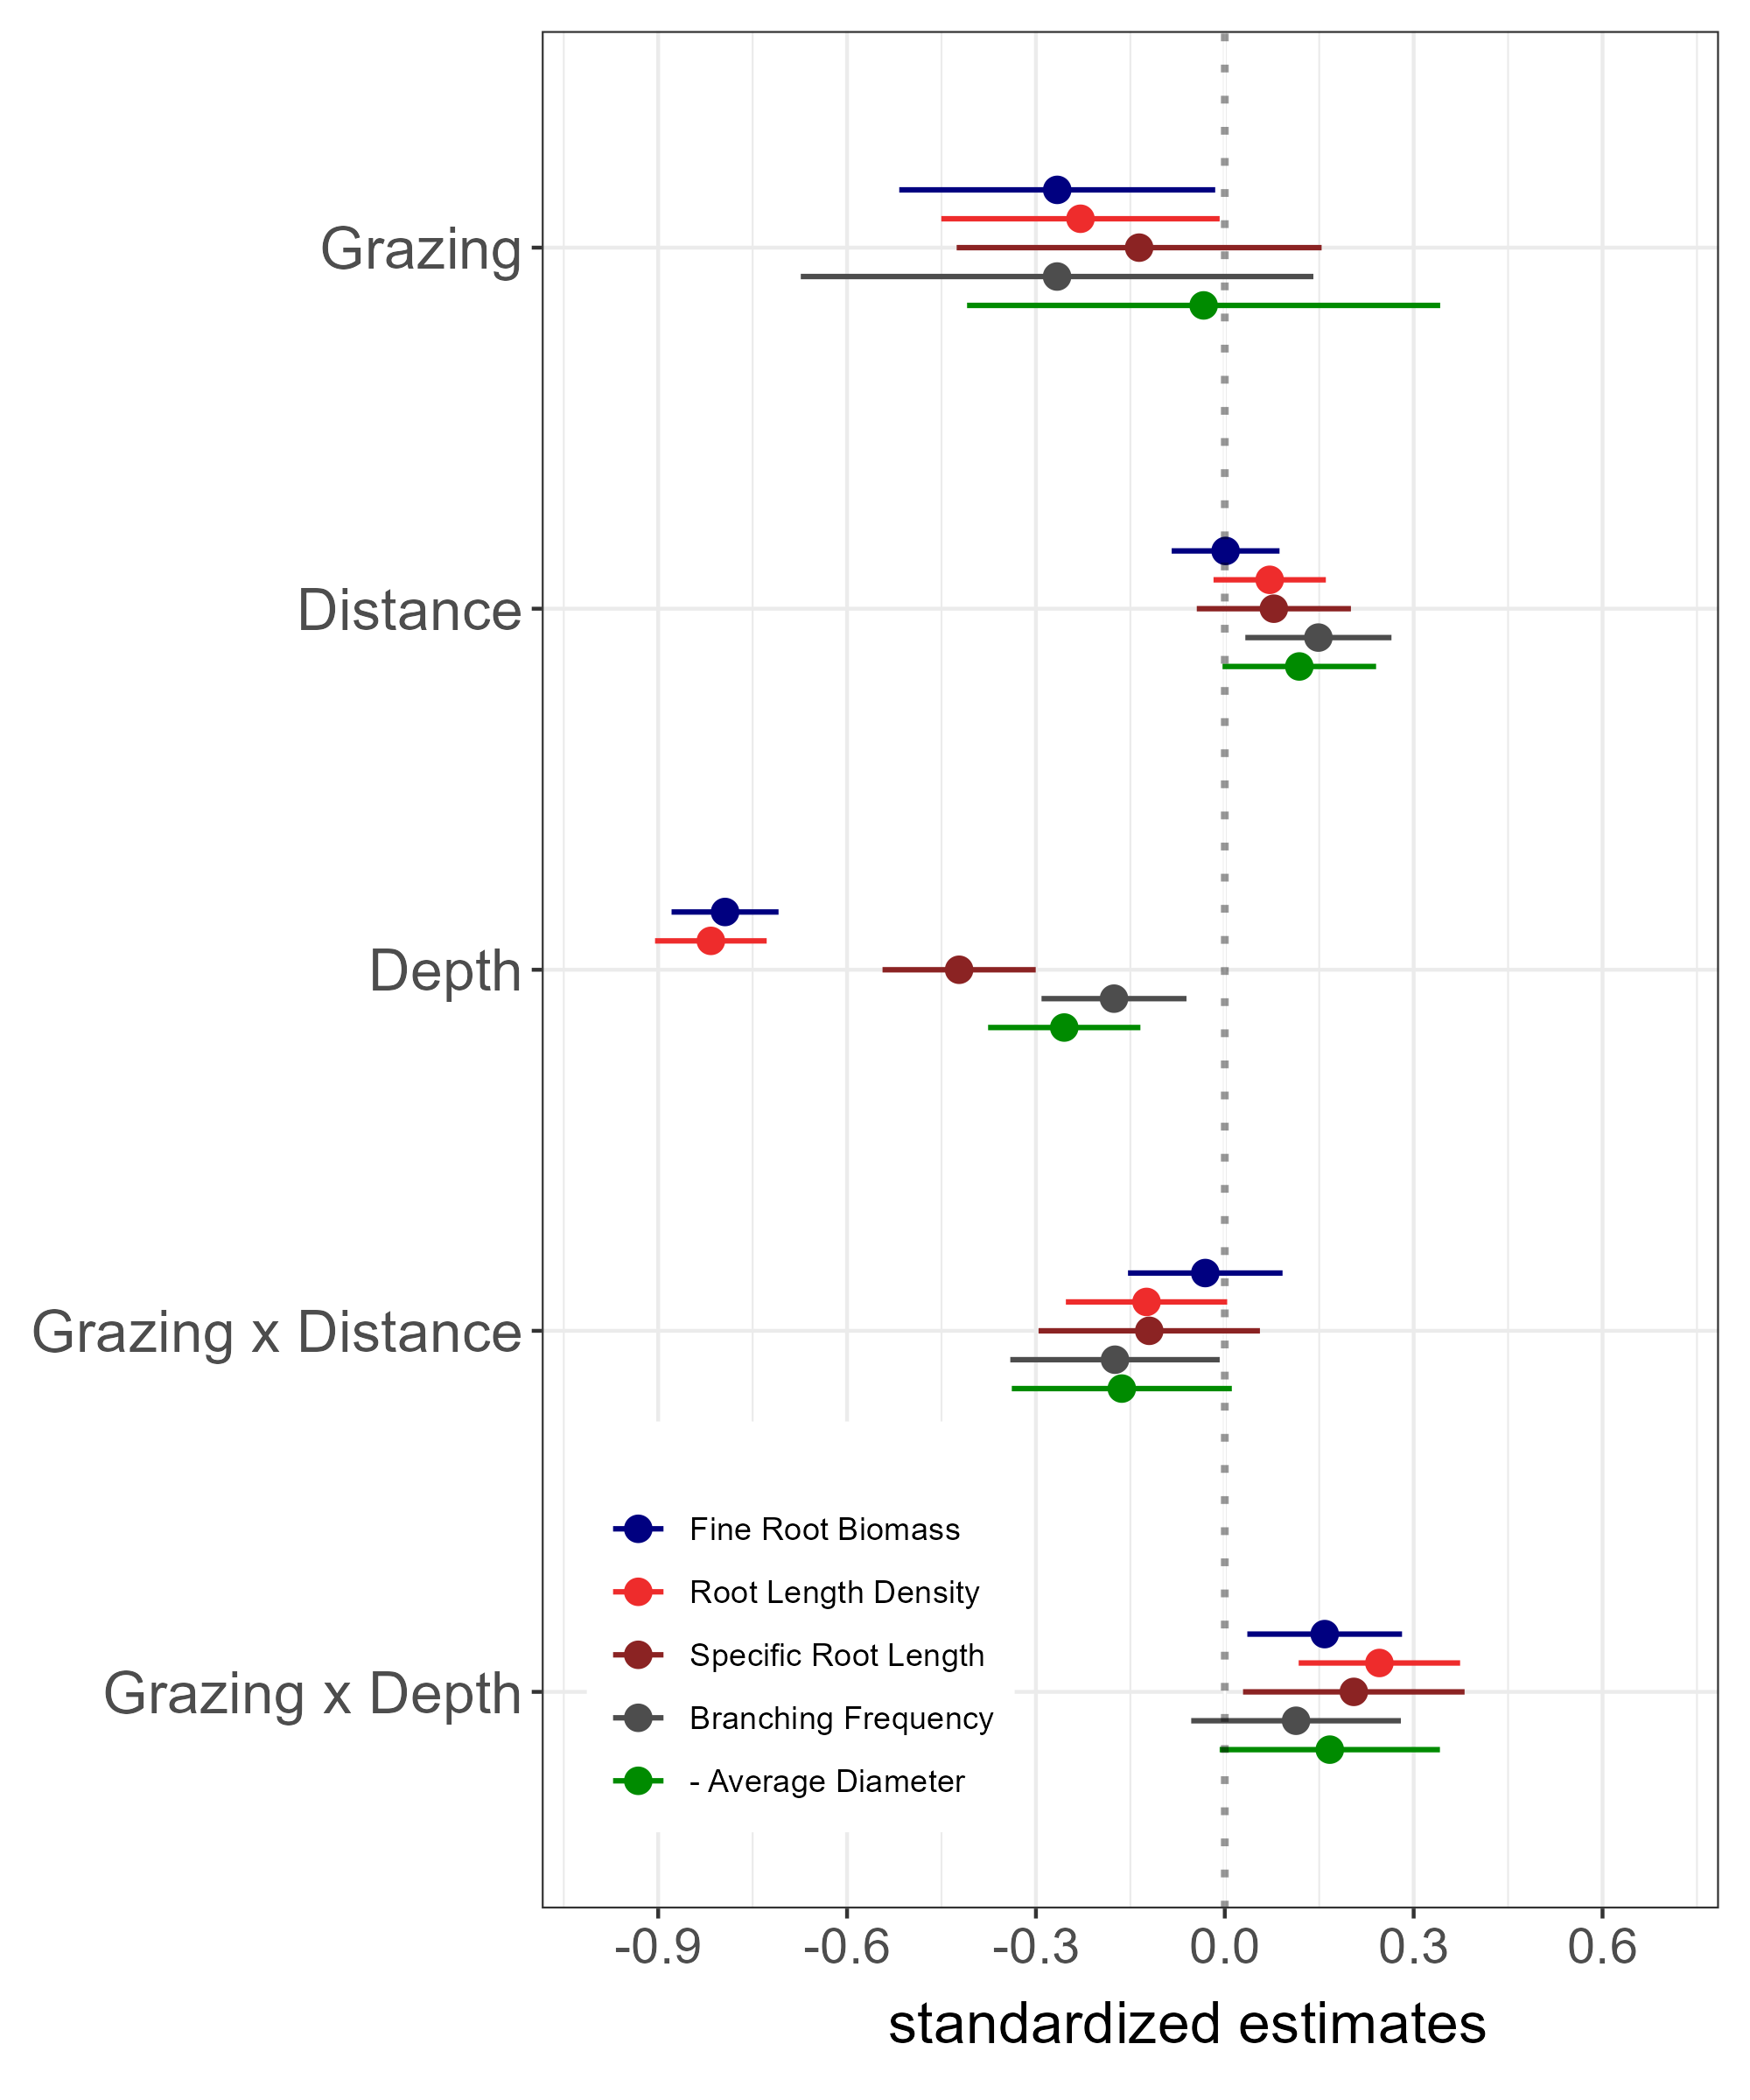 Grazing
Distance
Depth
Grazing x Distance
Grazing x Depth
Fine Root Biomass
Root Length Density
Specific Root Length
Branching Frequency
- Average Diameter
-0.9 -0.6 -0.3 0.0 0.3 0.6
standardized estimates